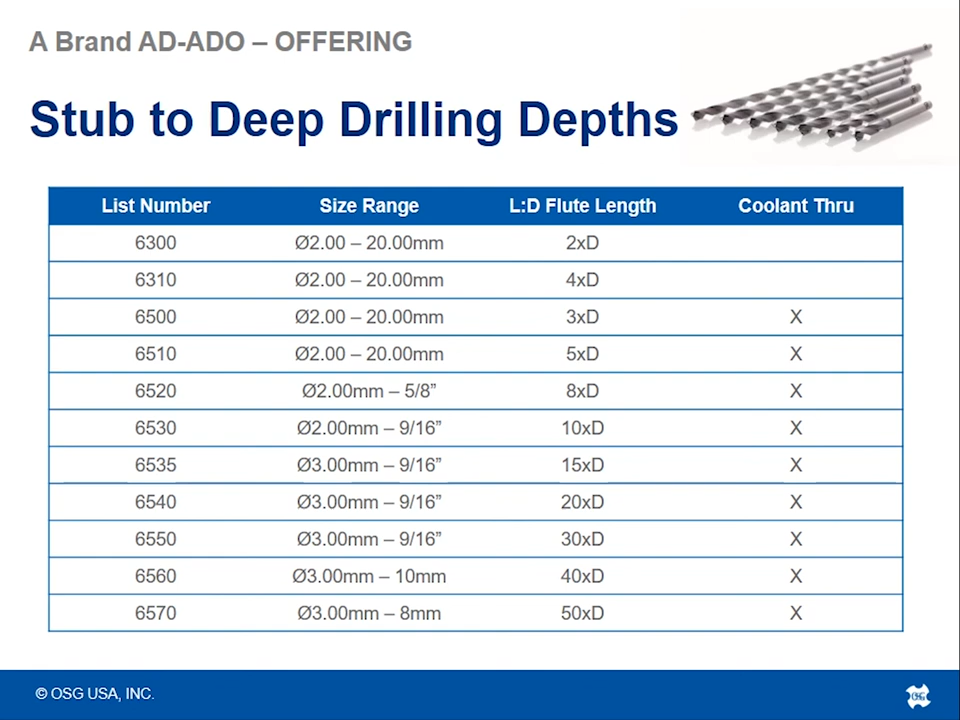 A Brand AD-ADO – OFFERING
Stub to Deep Drilling Depths
List Number Size Range L:D Flute Length Coolant Thru
6300 Ø2.00 – 20.00mm 2xD
6310 Ø2.00 – 20.00mm 4xD
6500 Ø2.00 – 20.00mm 3xD X
6510 Ø2.00 – 20.00mm 5xD X
6520 Ø2.00mm – 5/8” 8xD X
6530 Ø2.00mm – 9/16” 10xD X
6535 Ø3.00mm – 9/16” 15xD X
6540 Ø3.00mm – 9/16” 20xD X
6550 Ø3.00mm – 9/16” 30xD X
6560 Ø3.00mm – 10mm 40xD X
6570 Ø3.00mm – 8mm 50xD X
© OSG USA, INC.
OSG